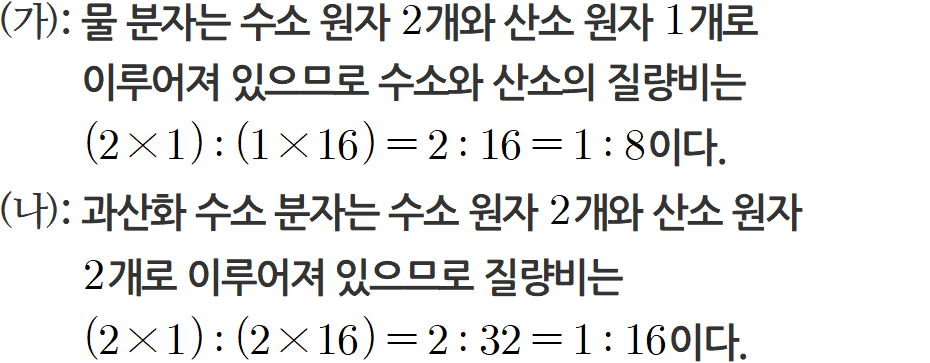 (가): 물 분자는 수소 원자 2개와 산소 원자 1개로
이루어져 있으므로 수소와 산소의 질량비는
(2×1) : (1×16) = 2 : 16 = 1 : 8이다.
(나): 과산화 수소 분자는 수소 원자 2개와 산소 원자
2개로 이루어져 있으므로 질량비는
(2×1) : (2×16) = 2 : 32 = 1 : 16이다.